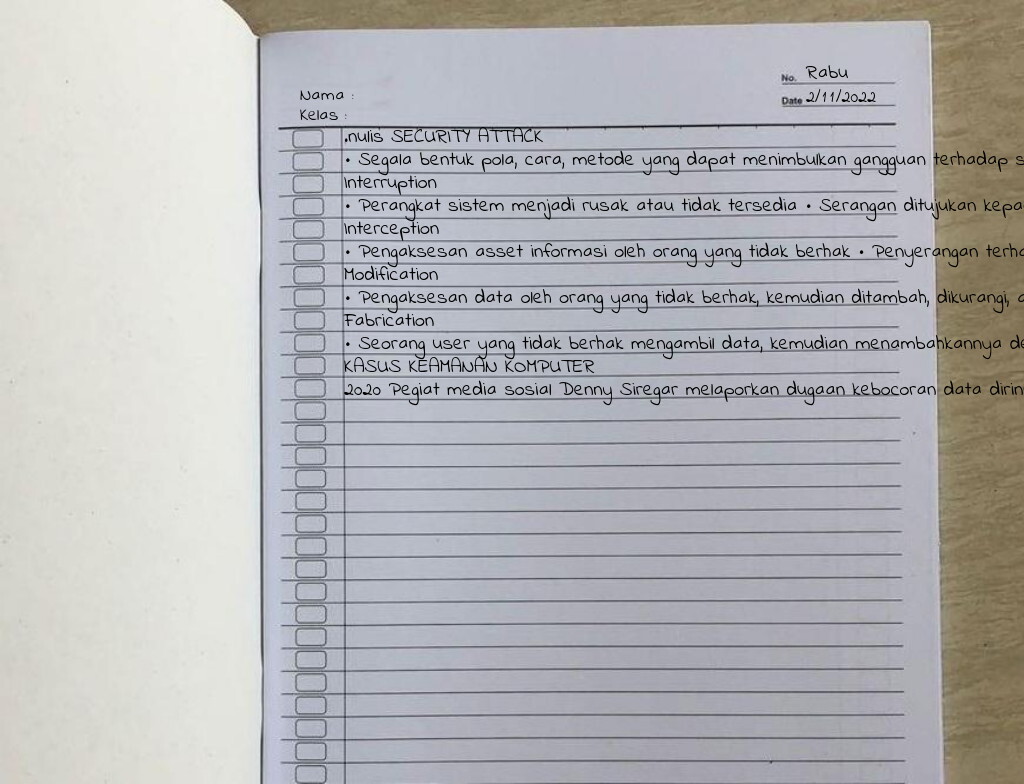 No. Rabu
Nama :
Date 2/11/2022
Kelas :
.nulis SECURITY ATTACK
• Segala bentuk pola, cara, metode yang dapat menimbulkan gangguan terhadap s
Interruption
• Perangkat sistem menjadi rusak atau tidak tersedia • Serangan ditujukan kepa
Interception
• Pengaksesan asset informasi oleh orang yang tidak berhak • Penyerangan terha
Modification
• Pengaksesan data oleh orang yang tidak berhak, kemudian ditambah, dikurangi,
Fabrication
• Seorang user yang tidak berhak mengambil data, kemudian menambahkannya de
KASUS KEAMANAN KOMPUTER
2020 Pegiat media sosial Denny Siregar melaporkan dugaan kebocoran data dirin